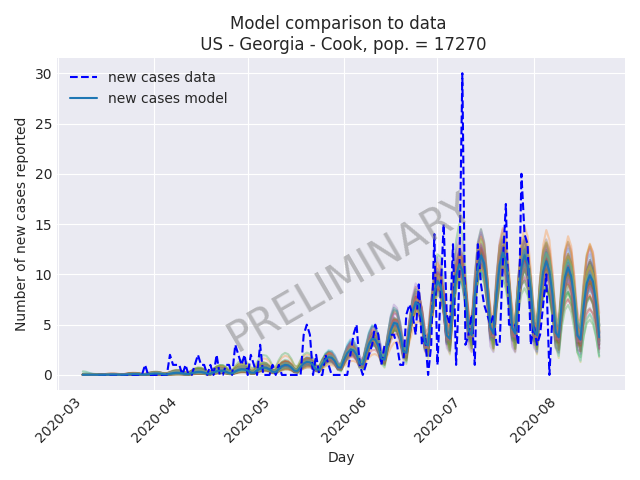 Model comparison to data
US - Georgia - Cook, pop. = 17270
new cases data
new cases model
PRELIMINARY
Number of new cases reported
30
25
20
15
10
5
0
2020-03
2020-04
2020-05
2020-06
2020-07
2020-08
Day